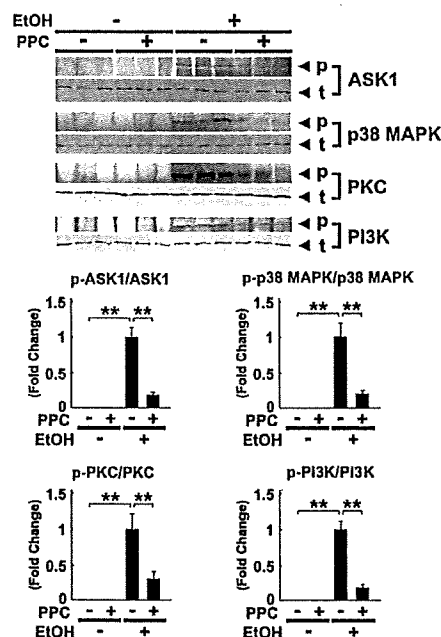 EtOH - +
PPC - + - +
p
t
ASK1
p
t
p38 MAPK
p
t
PKC
p
t
PI3K
p-ASK1/ASK1
(Fold Change)
1.5
1
0.5
0
** **
PPC - + - +
EtOH - +
p-p38 MAPK/p38 MAPK
(Fold Change)
1.5
1
0.5
0
** **
PPC - + - +
EtOH - +
p-PKC/PKC
(Fold Change)
1.5
1
0.5
0
** **
PPC - + - +
EtOH - +
p-PI3K/PI3K
(Fold Change)
1.5
1
0.5
0
** **
PPC - + - +
EtOH - +